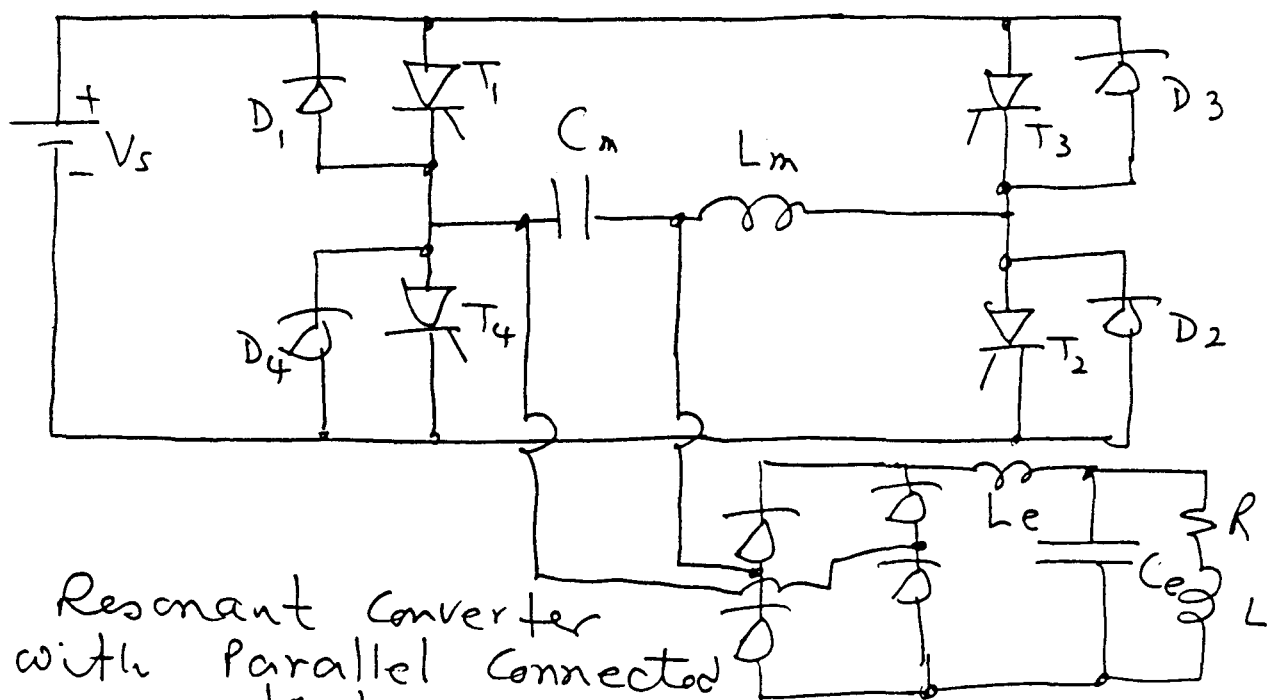 T1
D1
D3
T3
+
Vs
-
Cm
Lm
D4
T4
T2
D2
Le
R
Ce
L
Resonant Converter
with Parallel Connected